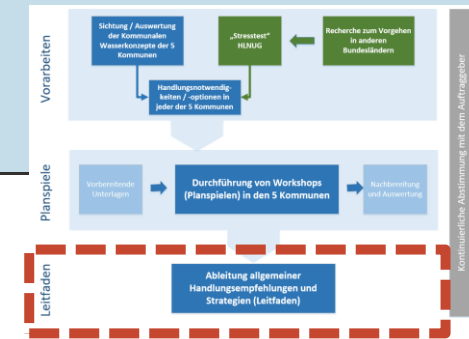 Vorarbeiten
Sichtung / Auswertung
der Kommunalen
Wasserkonzepte der 5
Kommunen
„Stresstest“
HLNUG
Recherche zum Vorgehen
in anderen
Bundesländern
Handlungsnotwendig-
keiten / -optionen in
jeder der 5 Kommunen
Planspiele
Vorbereitende
Unterlagen
Durchführung von Workshops
(Planspielen) in den 5 Kommunen
Nachbereitung
und Auswertung
Leitfaden
Ableitung allgemeiner
Handlungsempfehlungen und
Strategien (Leitfaden)
Kontinuierliche Abstimmung mit dem Auftraggeber